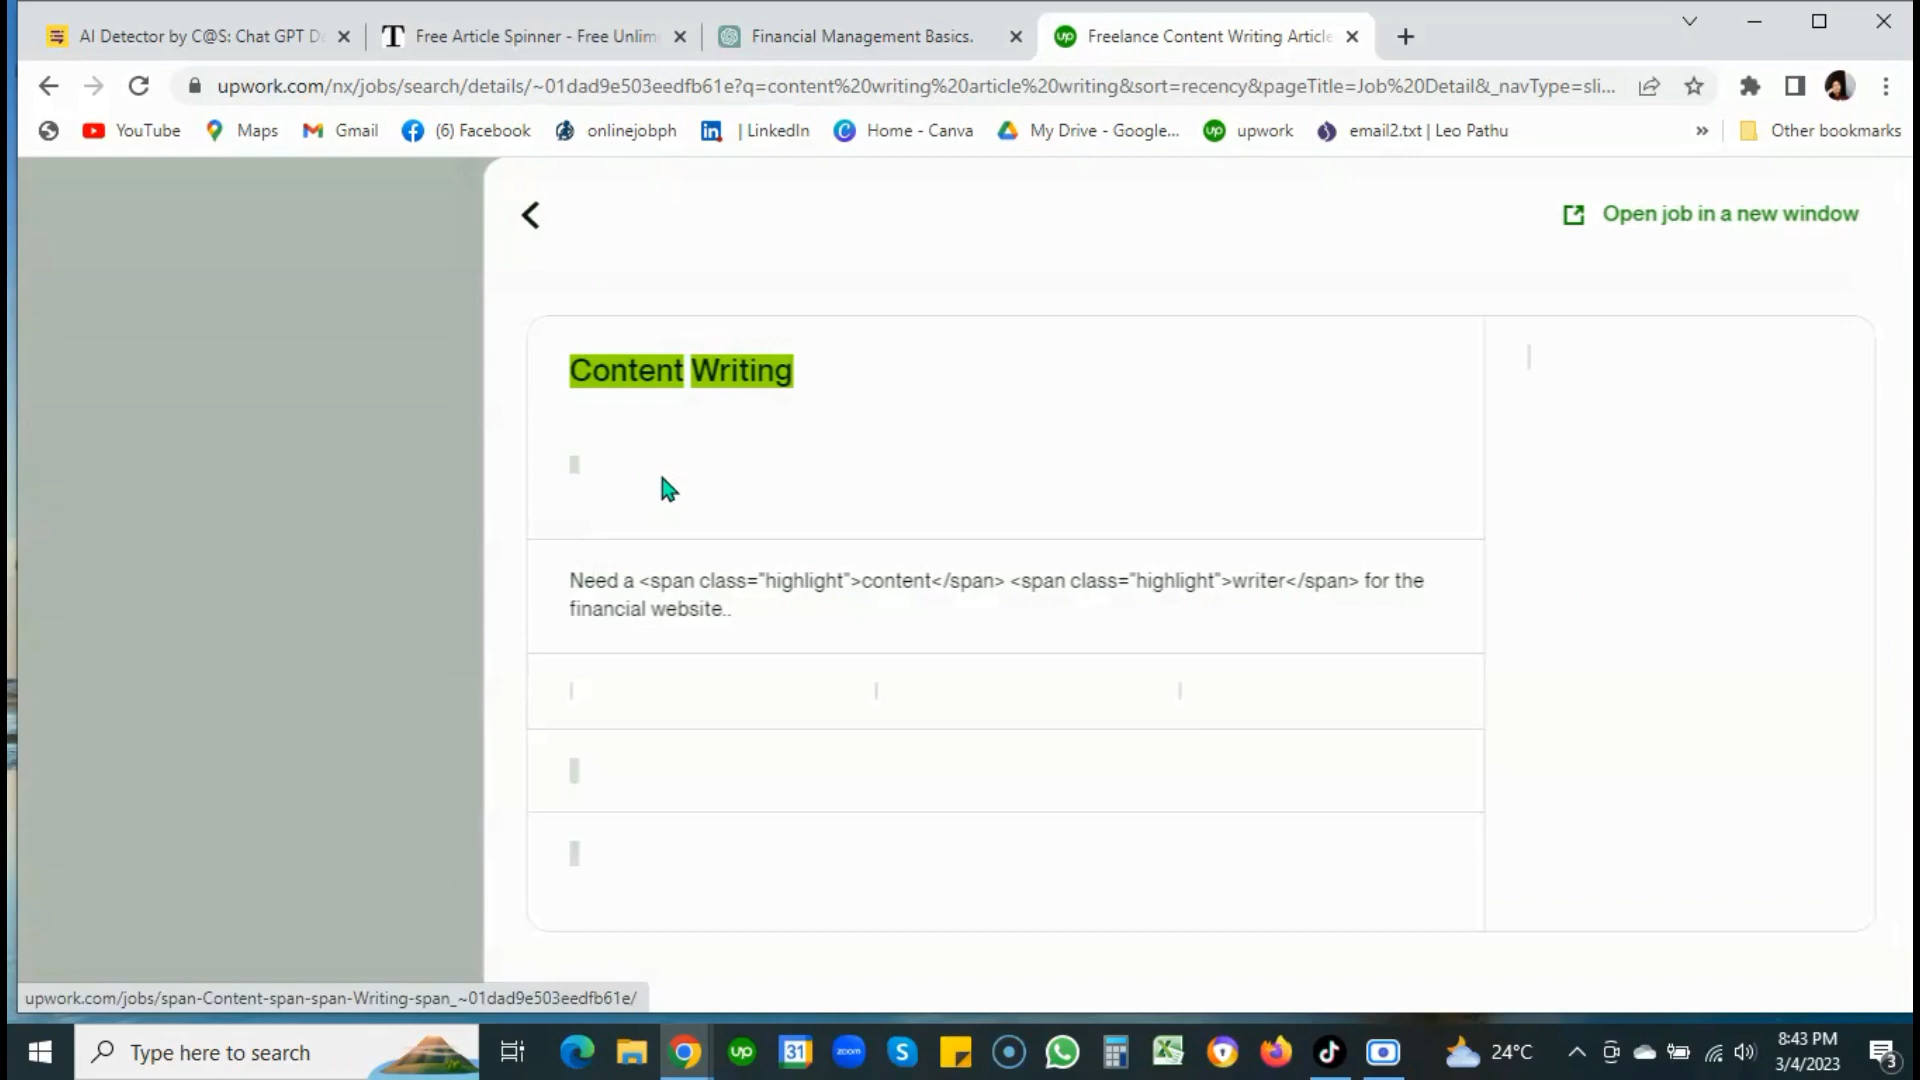 AI Detector by C@S: Chat GPT D
Free Article Spinner - Free Unlim
Financial Management Basics.
Freelance Content Writing Article
upwork.com/nx/jobs/search/details/~01dad9e503eedfb61e?q=content%20writing%20article%20writing&sort=recency&pageTitle=Job%20Detail&_navType=sli...
YouTube
Maps
Gmail
(6) Facebook
onlinejobph
| LinkedIn
Home - Canva
My Drive - Google...
upwork
email2.txt | Leo Pathu
»
Other bookmarks
Open job in a new window
Content Writing
Need a <span class="highlight">content</span> <span class="highlight">writer</span> for the
financial website..
upwork.com/jobs/span-Content-span-span-Writing-span_~01dad9e503eedfb61e/
Type here to search
up
31
zoom
24°C
8:43 PM
3/4/2023
3